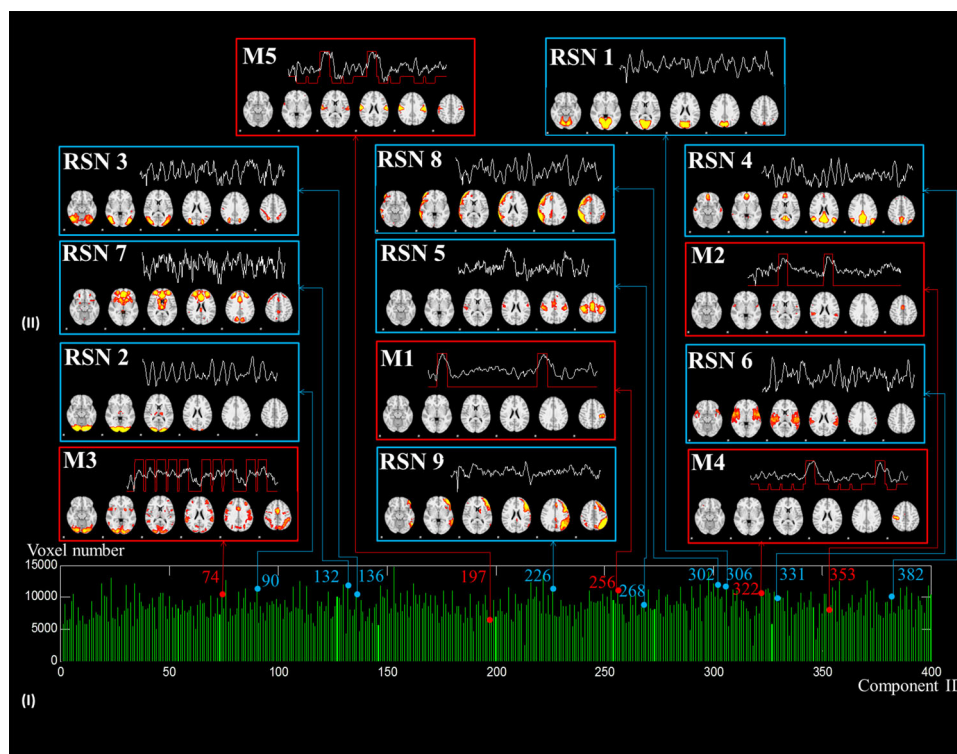 M5
RSN 1
RSN 3
RSN 8
RSN 4
RSN 7
RSN 5
M2
(II)
RSN 2
M1
RSN 6
M3
RSN 9
M4
Voxel number
15000
10000
5000
0
74
90
132
136
197
226
256
268
302
306
322
331
353
382
0
50
100
150
200
250
300
350
400
Component ID
(I)